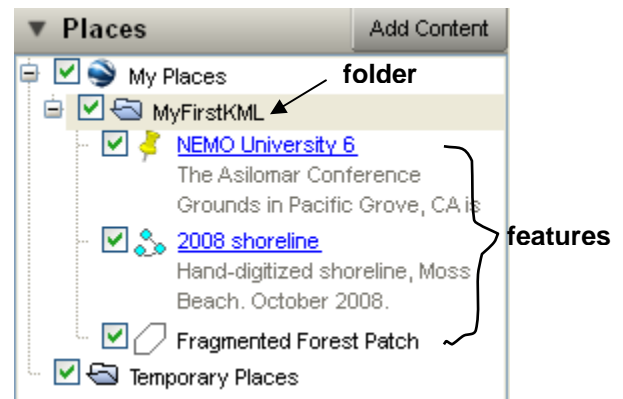 Places
Add Content
My Places
folder
MyFirstKML
NEMO University 6
The Asilomar Conference
Grounds in Pacific Grove, CA is
features
2008 shoreline
Hand-digitized shoreline, Moss
Beach. October 2008.
Fragmented Forest Patch
Temporary Places